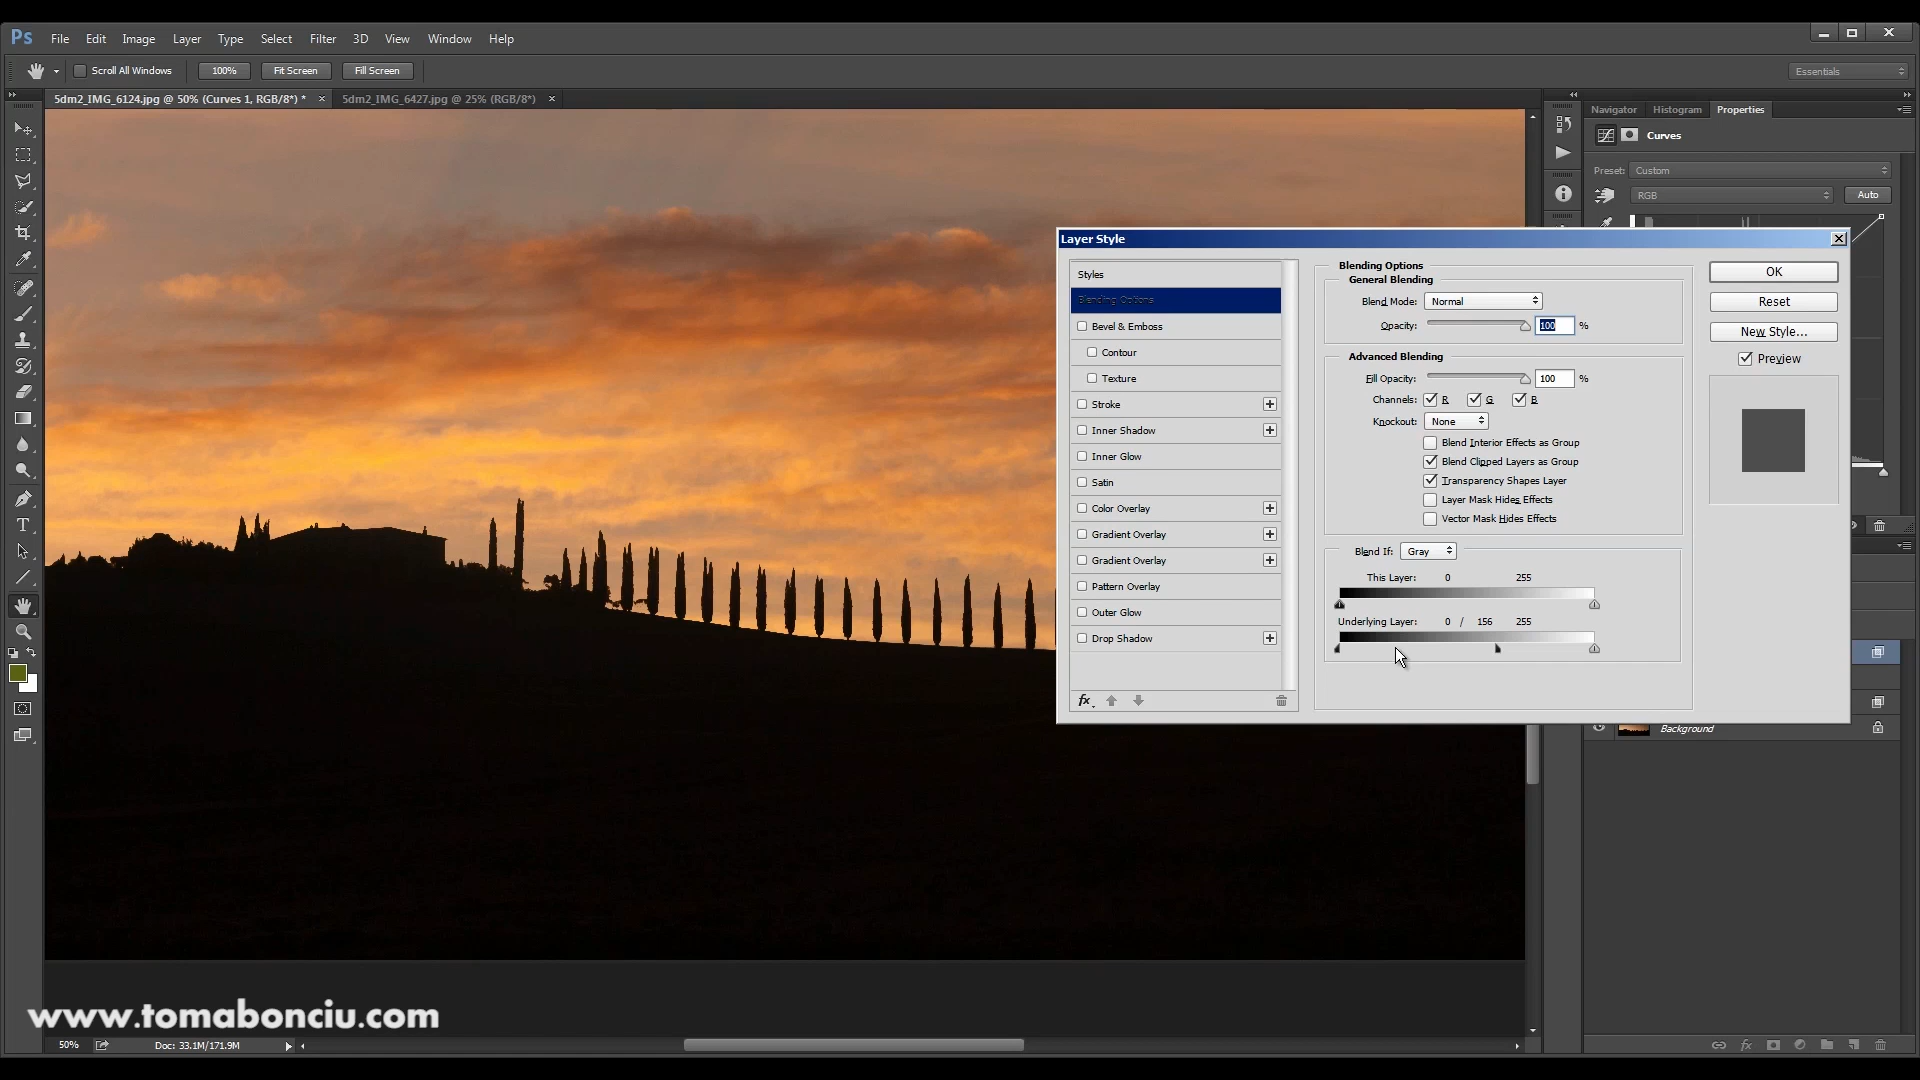 Ps File Edit Image Layer Type Select Filter 3D View Window Help
Scroll All Windows 100% Fit Screen Fill Screen Essentials
5dm2_IMG_6124.jpg @ 50% (Curves 1, RGB/8*) * × 5dm2_IMG_6427.jpg @ 25% (RGB/8*) ×
Navigator Histogram Properties
Curves
Preset: Custom
RGB Auto
Layer Style
Styles
Blending Options
Bevel & Emboss
Contour
Texture
Stroke
Inner Shadow
Inner Glow
Satin
Color Overlay
Gradient Overlay
Gradient Overlay
Pattern Overlay
Outer Glow
Drop Shadow
fx
Blending Options
General Blending
Blend Mode: Normal
Opacity: 100 %
Advanced Blending
Fill Opacity: 100 %
Channels: R G B
Knockout: None
Blend Interior Effects as Group
Blend Clipped Layers as Group
Transparency Shapes Layer
Layer Mask Hides Effects
Vector Mask Hides Effects
Blend If: Gray
This Layer: 0 255
Underlying Layer: 0 / 156 255
OK
Reset
New Style...
Preview
Background
www.tomabonciu.com
50% Doc: 33.1M/171.9M
fx